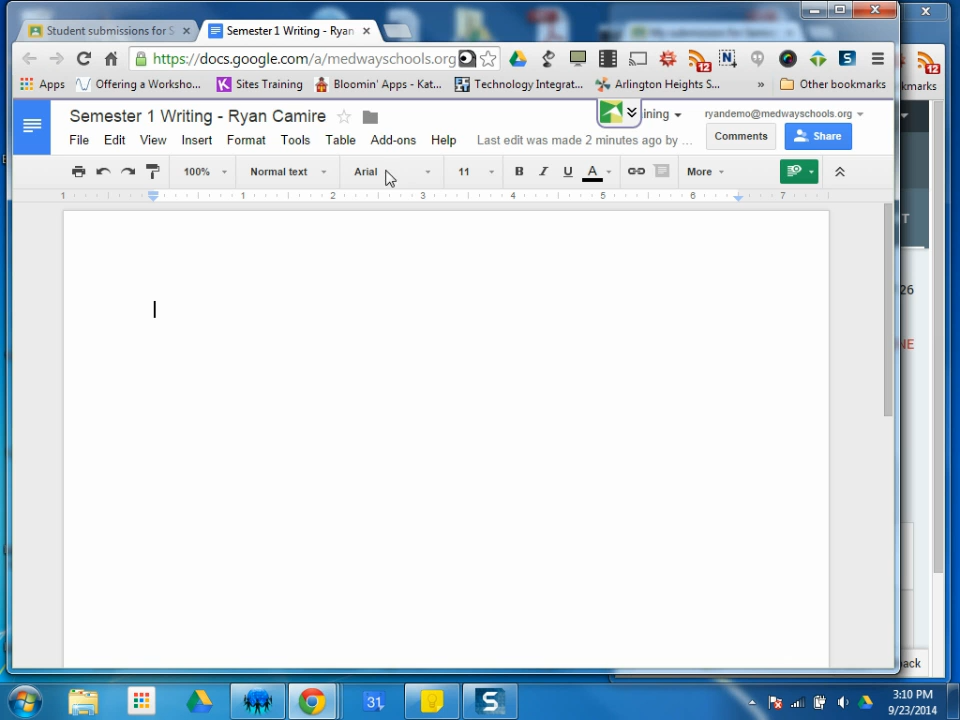 Student submissions for S
Semester 1 Writing - Ryan
https://docs.google.com/a/medwayschools.org
12
12
Apps
Offering a Worksho...
Sites Training
Bloomin' Apps - Kat...
Technology Integrat...
Arlington Heights S...
»
Other bookmarks
kmarks
Semester 1 Writing - Ryan Camire
ining
ryandemo@medwayschools.org
File
Edit
View
Insert
Format
Tools
Table
Add-ons
Help
Last edit was made 2 minutes ago by ...
Comments
Share
100%
Normal text
Arial
11
B
I
U
A
More
1
1
2
3
4
5
6
7
T
26
NE
ack
31
S
3:10 PM
9/23/2014